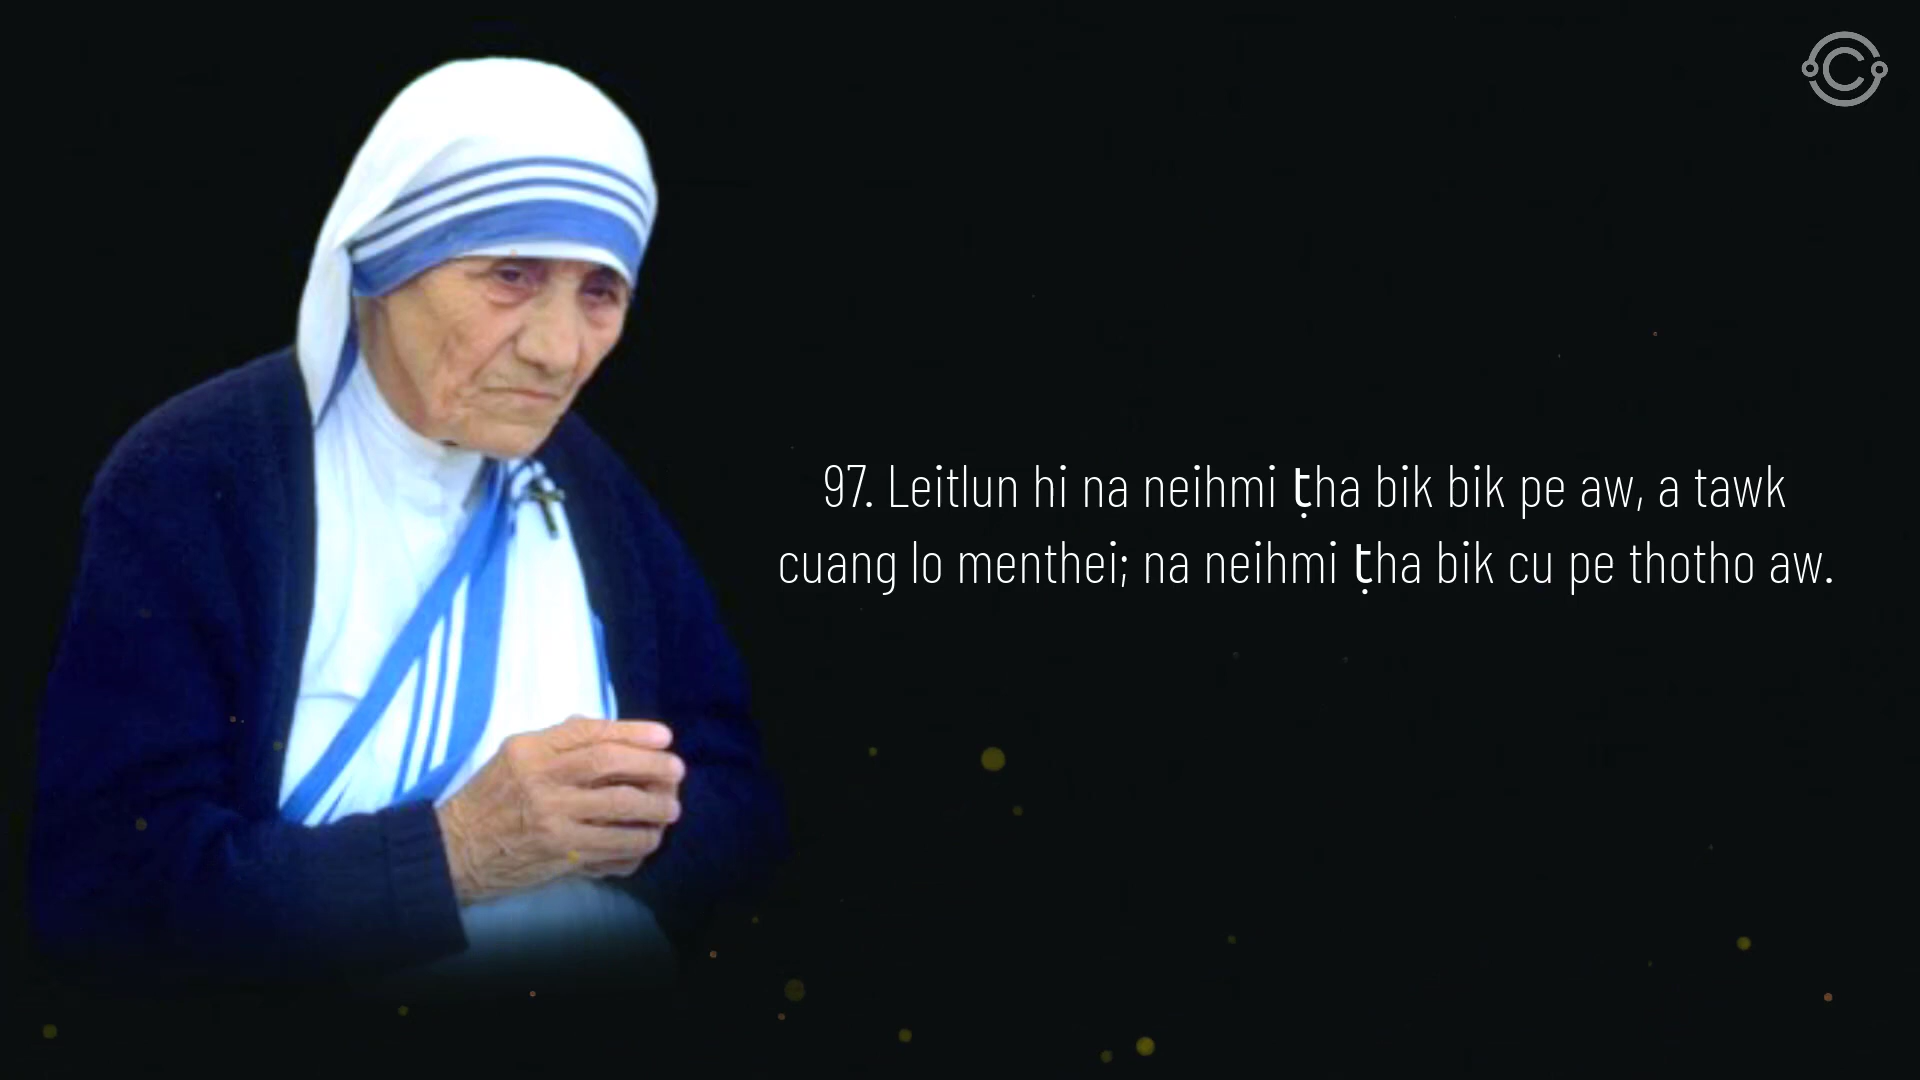 97. Leitlun hi na neihmi ṭha bik bik pe aw, a tawk
cuang lo menthei; na neihmi ṭha bik cu pe thotho aw.